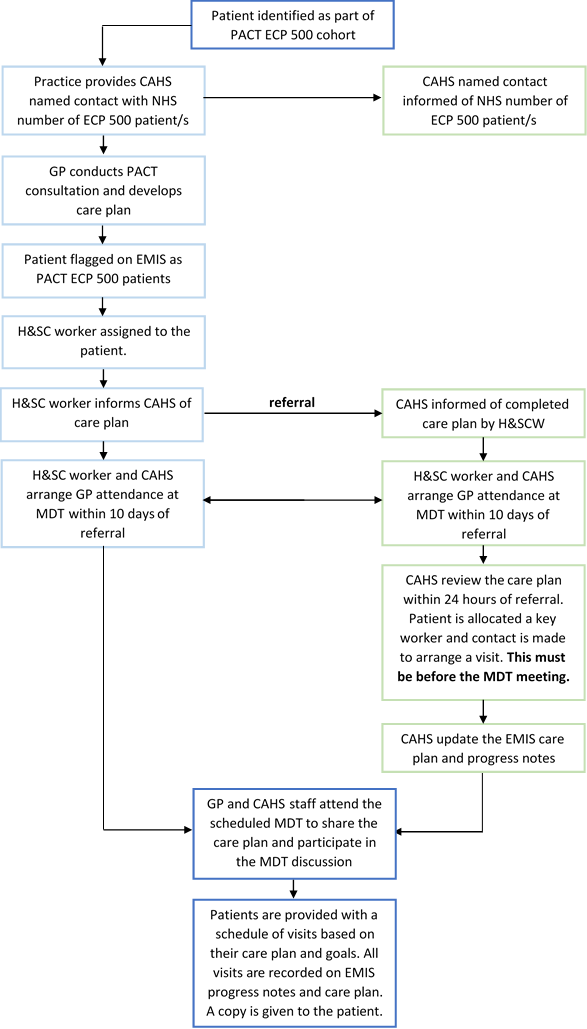 Patient identified as part of
PACT ECP 500 cohort
Practice provides CAHS
named contact with NHS
number of ECP 500 patient/s
CAHS named contact
informed of NHS number of
ECP 500 patient/s
GP conducts PACT
consultation and develops
care plan
Patient flagged on EMIS as
PACT ECP 500 patients
H&SC worker assigned to the
patient.
H&SC worker informs CAHS of
care plan
referral
CAHS informed of completed
care plan by H&SCW
H&SC worker and CAHS
arrange GP attendance at
MDT within 10 days of
referral
H&SC worker and CAHS
arrange GP attendance at
MDT within 10 days of
referral
CAHS review the care plan
within 24 hours of referral.
Patient is allocated a key
worker and contact is made
to arrange a visit. This must
be before the MDT meeting.
CAHS update the EMIS care
plan and progress notes
GP and CAHS staff attend the
scheduled MDT to share the
care plan and participate in
the MDT discussion
Patients are provided with a
schedule of visits based on
their care plan and goals. All
visits are recorded on EMIS
progress notes and care plan.
A copy is given to the patient.